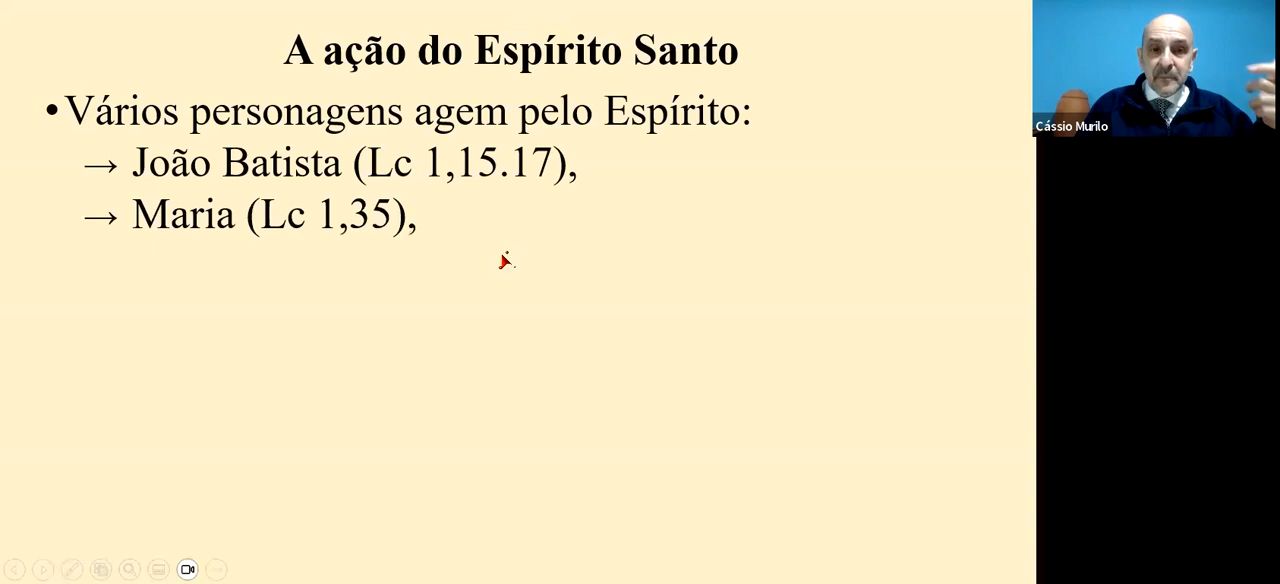 A ação do Espírito Santo
•Vários personagens agem pelo Espírito:
→ João Batista (Lc 1,15.17),
→ Maria (Lc 1,35),
Cássio Murilo